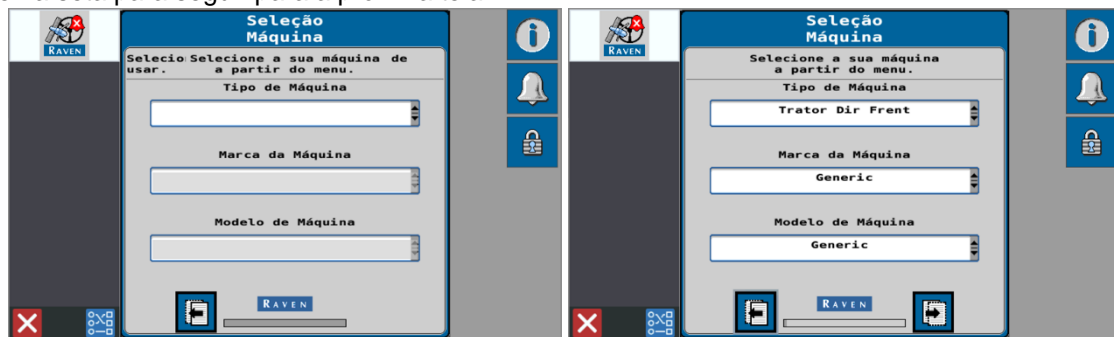 RAVEN
Seleção
Máquina
Selecio Selecione a sua máquina de
usar. a partir do menu.
Tipo de Máquina
Marca da Máquina
Modelo de Máquina
RAVEN
RAVEN
Seleção
Máquina
Selecione a sua máquina
a partir do menu.
Tipo de Máquina
Trator Dir Frent
Marca da Máquina
Generic
Modelo de Máquina
Generic
RAVEN